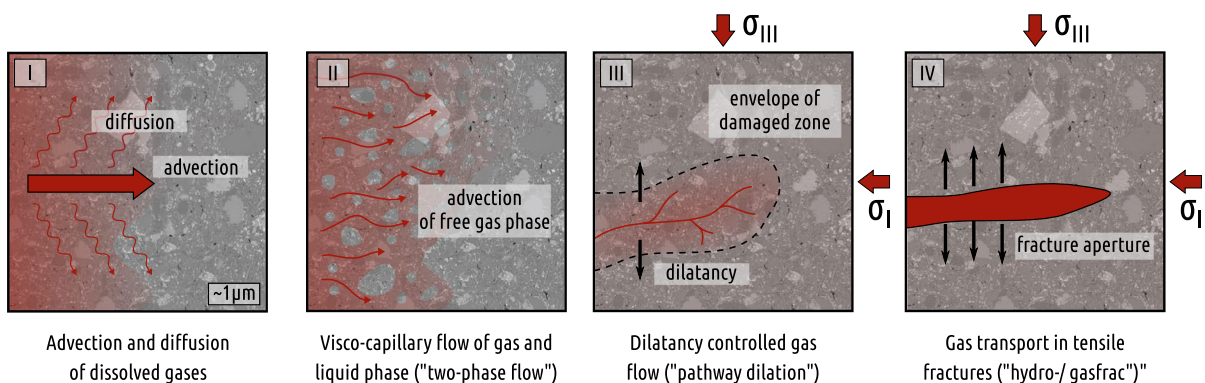 σIII
σIII
I
II
III
IV
diffusion
advection
~1μm
advection
of free gas phase
envelope of
damaged zone
dilatancy
σI
fracture aperture
σI
Advection and diffusion
of dissolved gases
Visco-capillary flow of gas and
liquid phase ("two-phase flow")
Dilatancy controlled gas
flow ("pathway dilation")
Gas transport in tensile
fractures ("hydro-/ gasfrac")"